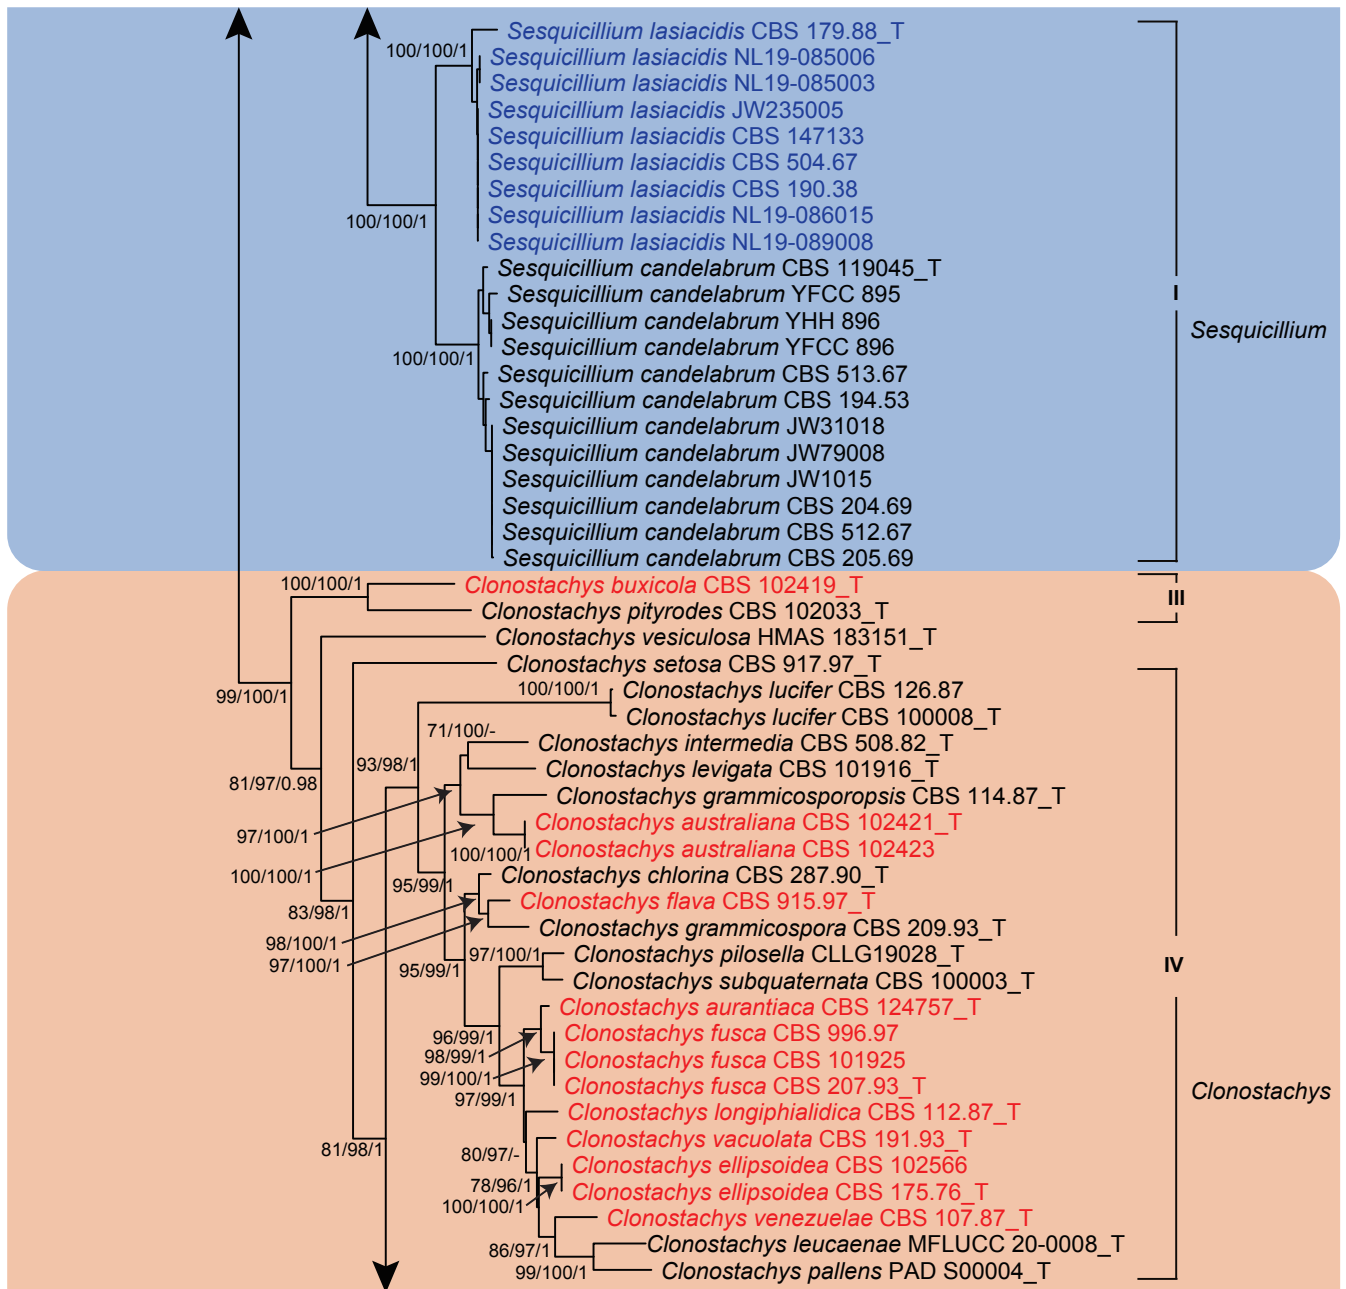 Sesquicillium lasiacidis CBS 179.88_T
100/100/1
Sesquicillium lasiacidis NL19-085006
Sesquicillium lasiacidis NL19-085003
Sesquicillium lasiacidis JW235005
Sesquicillium lasiacidis CBS 147133
Sesquicillium lasiacidis CBS 504.67
Sesquicillium lasiacidis CBS 190.38
Sesquicillium lasiacidis NL19-086015
100/100/1
Sesquicillium lasiacidis NL19-089008
Sesquicillium candelabrum CBS 119045_T
Sesquicillium candelabrum YFCC 895
I
Sesquicillium candelabrum YHH 896
Sesquicillium
Sesquicillium candelabrum YFCC 896
100/100/1
Sesquicillium candelabrum CBS 513.67
Sesquicillium candelabrum CBS 194.53
Sesquicillium candelabrum JW31018
Sesquicillium candelabrum JW79008
Sesquicillium candelabrum JW1015
Sesquicillium candelabrum CBS 204.69
Sesquicillium candelabrum CBS 512.67
Sesquicillium candelabrum CBS 205.69
100/100/1
Clonostachys buxicola CBS 102419_T
III
Clonostachys pityrodes CBS 102033_T
Clonostachys vesiculosa HMAS 183151_T
Clonostachys setosa CBS 917.97_T
99/100/1
100/100/1
Clonostachys lucifer CBS 126.87
Clonostachys lucifer CBS 100008_T
71/100/-
Clonostachys intermedia CBS 508.82_T
93/98/1
Clonostachys levigata CBS 101916_T
81/97/0.98
Clonostachys grammicosporopsis CBS 114.87_T
Clonostachys australiana CBS 102421_T
97/100/1
Clonostachys australiana CBS 102423
100/100/1
100/100/1
Clonostachys chlorina CBS 287.90_T
95/99/1
Clonostachys flava CBS 915.97_T
83/98/1
Clonostachys grammicospora CBS 209.93_T
98/100/1
97/100/1
Clonostachys pilosella CLLG19028_T
97/100/1
95/99/1
Clonostachys subquaternata CBS 100003_T
IV
Clonostachys aurantiaca CBS 124757_T
96/99/1
Clonostachys fusca CBS 996.97
98/99/1
Clonostachys fusca CBS 101925
99/100/1
Clonostachys fusca CBS 207.93_T
Clonostachys
97/99/1
Clonostachys longiphialidica CBS 112.87_T
Clonostachys vacuolata CBS 191.93_T
81/98/1
80/97/-
Clonostachys ellipsoidea CBS 102566
78/96/1
Clonostachys ellipsoidea CBS 175.76_T
100/100/1
Clonostachys venezuelae CBS 107.87_T
Clonostachys leucaenae MFLUCC 20-0008_T
86/97/1
99/100/1
Clonostachys pallens PAD S00004_T